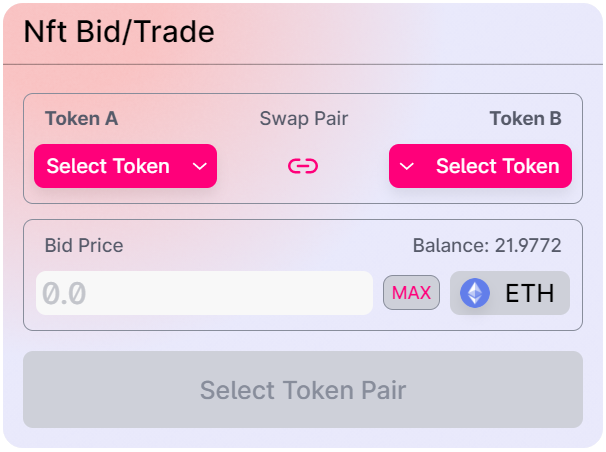 Nft Bid/Trade
Token A Swap Pair Token B
Select Token Select Token
Bid Price Balance: 21.9772
0.0 MAX ETH
Select Token Pair